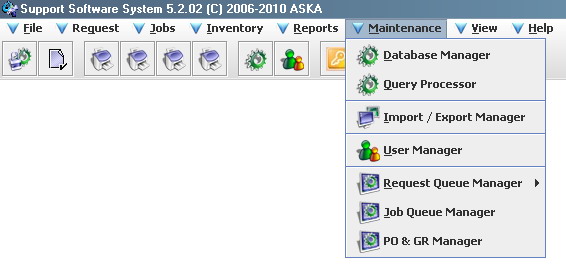 Support Software System 5.2.02 (C) 2006-2010 ASKA
File Request Jobs Inventory Reports Maintenance View Help
Database Manager
Query Processor
Import / Export Manager
User Manager
Request Queue Manager
Job Queue Manager
PO & GR Manager